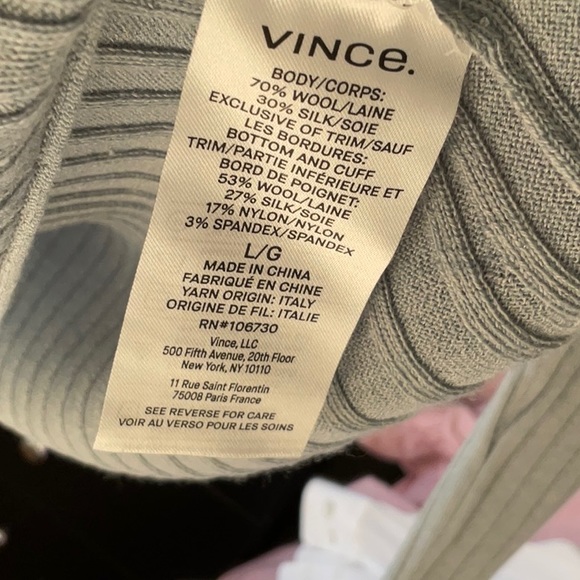 VINCE.
BODY/CORPS:
70% WOOL/LAINE
30% SILK/SOIE
EXCLUSIVE OF TRIM/SAUF
LES BORDURES:
BOTTOM AND CUFF
TRIM/PARTIE INFÉRIEURE ET
BORD DE POIGNET:
53% WOOL/LAINE
27% SILK/SOIE
17% NYLON/NYLON
3% SPANDEX/SPANDEX
L/G
MADE IN CHINA
FABRIQUÉ EN CHINE
YARN ORIGIN: ITALY
ORIGINE DE FIL: ITALIE
RN#106730
Vince, LLC
500 Fifth Avenue, 20th Floor
New York, NY 10110
11 Rue Saint Florentin
75008 Paris France
SEE REVERSE FOR CARE
VOIR AU VERSO POUR LES SOINS